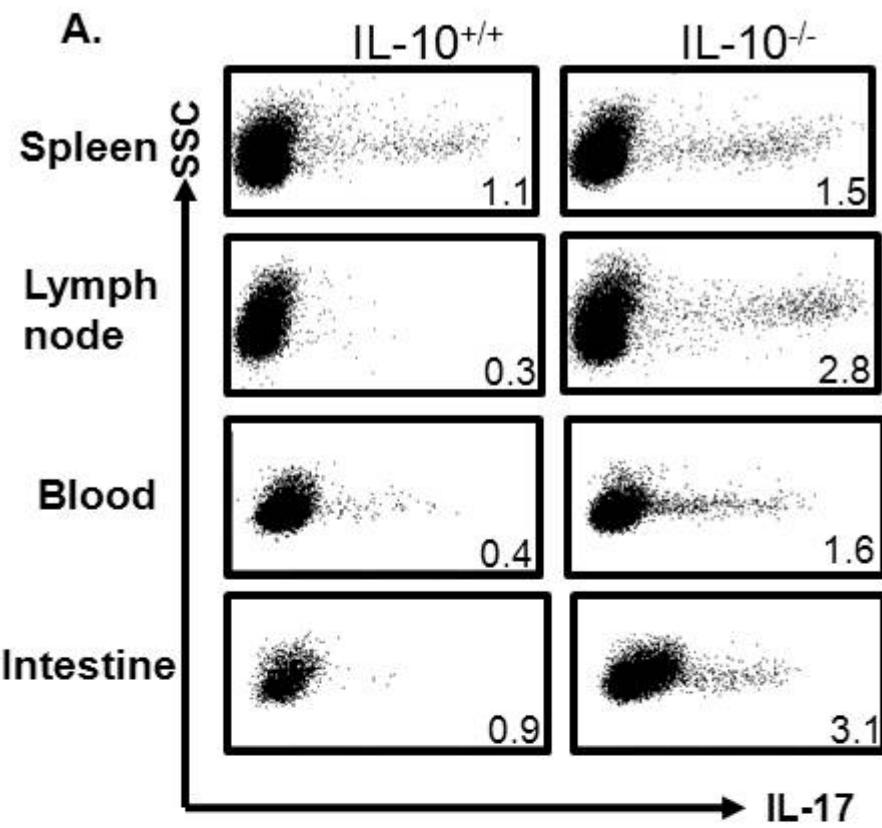 A.
IL-10+/+ IL-10-/-
SSC
Spleen
1.1 1.5
Lymph
node
0.3 2.8
Blood
0.4 1.6
Intestine
0.9 3.1
IL-17